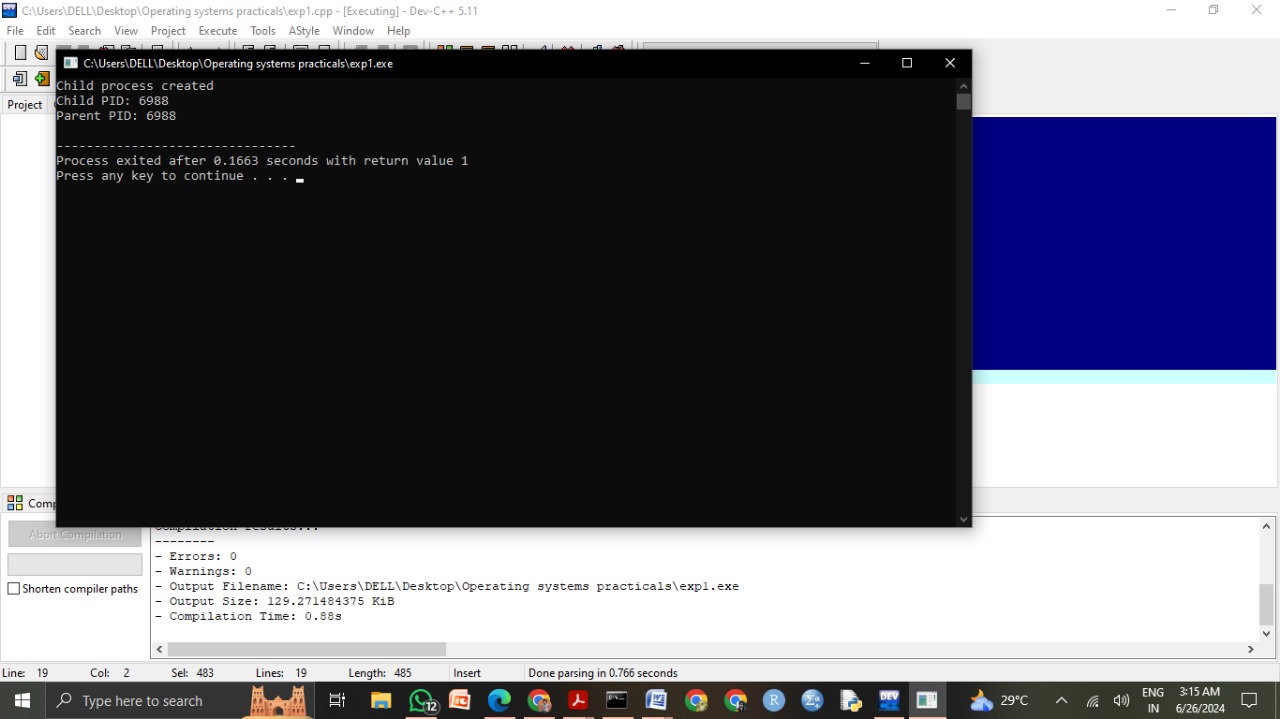 C:\Users\DELL\Desktop\Operating systems practicals\exp1.cpp - [Executing] - Dev-C++ 5.11
File Edit Search View Project Execute Tools AStyle Window Help
C:\Users\DELL\Desktop\Operating systems practicals\exp1.exe
Project
Child process created
Child PID: 6988
Parent PID: 6988
--------------------------------
Process exited after 0.1663 seconds with return value 1
Press any key to continue . . .
Comp
Compilation results...
Abort Compilation
Shorten compiler paths
--------
- Errors: 0
- Warnings: 0
- Output Filename: C:\Users\DELL\Desktop\Operating systems practicals\exp1.exe
- Output Size: 129.271484375 KiB
- Compilation Time: 0.88s
Line: 19 Col: 2 Sel: 483 Lines: 19 Length: 485 Insert Done parsing in 0.766 seconds
Type here to search
12
DEV
29°C
ENG
IN
3:15 AM
6/26/2024